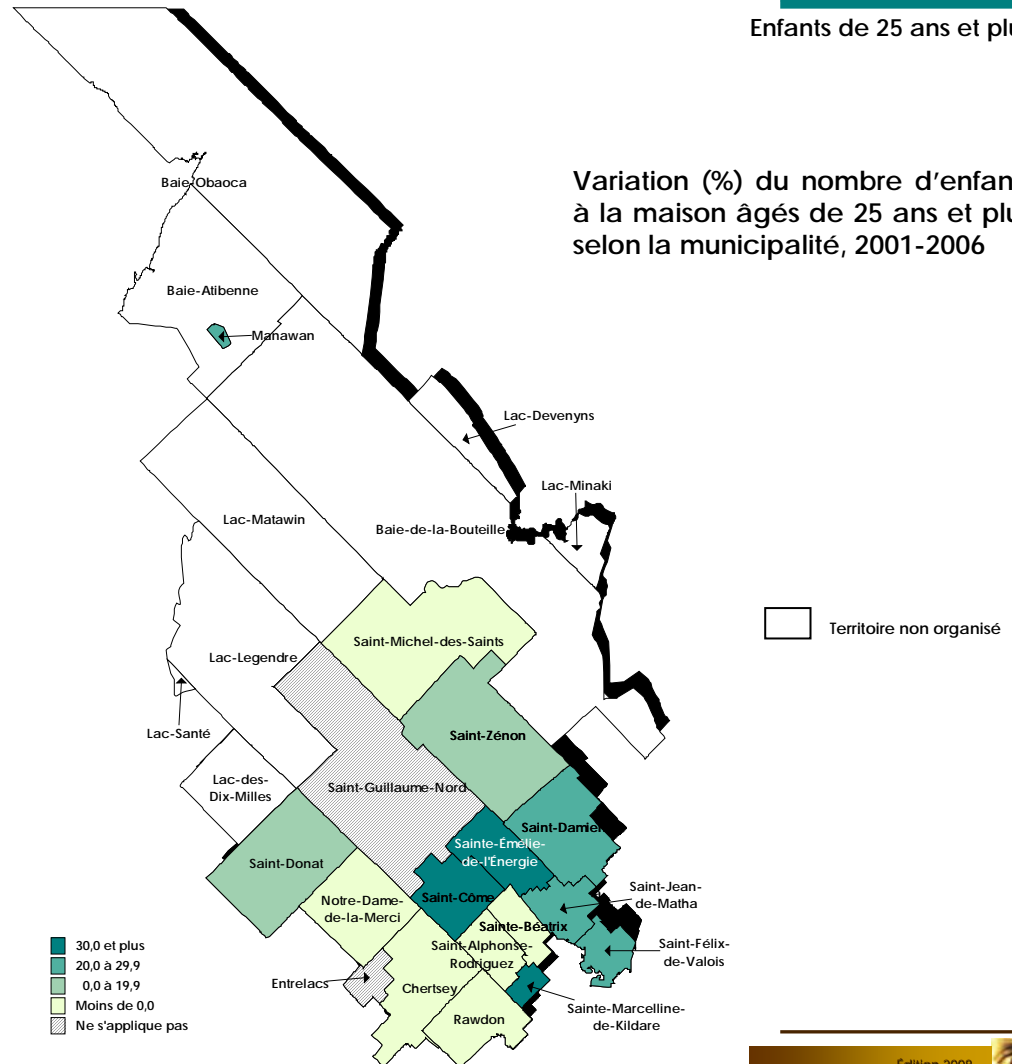 Enfants de 25 ans et plu
Variation (%) du nombre d'enfan
à la maison âgés de 25 ans et plu
selon la municipalité, 2001-2006
Baie-Obaoca
Baie-Atibenne
Manawan
Lac-Devenyns
Lac-Minaki
Lac-Matawin
Baie-de-la-Bouteille
Saint-Michel-des-Saints
Territoire non organisé
Lac-Legendre
Lac-Santé
Saint-Zénon
Lac-des-
Dix-Milles
Saint-Guillaume-Nord
Saint-Damien
Sainte-Émélie-
de-l'Énergie
Saint-Donat
Saint-Jean-
de-Matha
Notre-Dame-
de-la-Merci
Saint-Côme
Sainte-Béatrix
Saint-Alphonse-
Rodriguez
Saint-Félix-
de-Valois
Entrelacs
Chertsey
Sainte-Marcelline-
de-Kildare
Rawdon
30,0 et plus
20,0 à 29,9
0,0 à 19,9
Moins de 0,0
Ne s'applique pas
Édition 2008